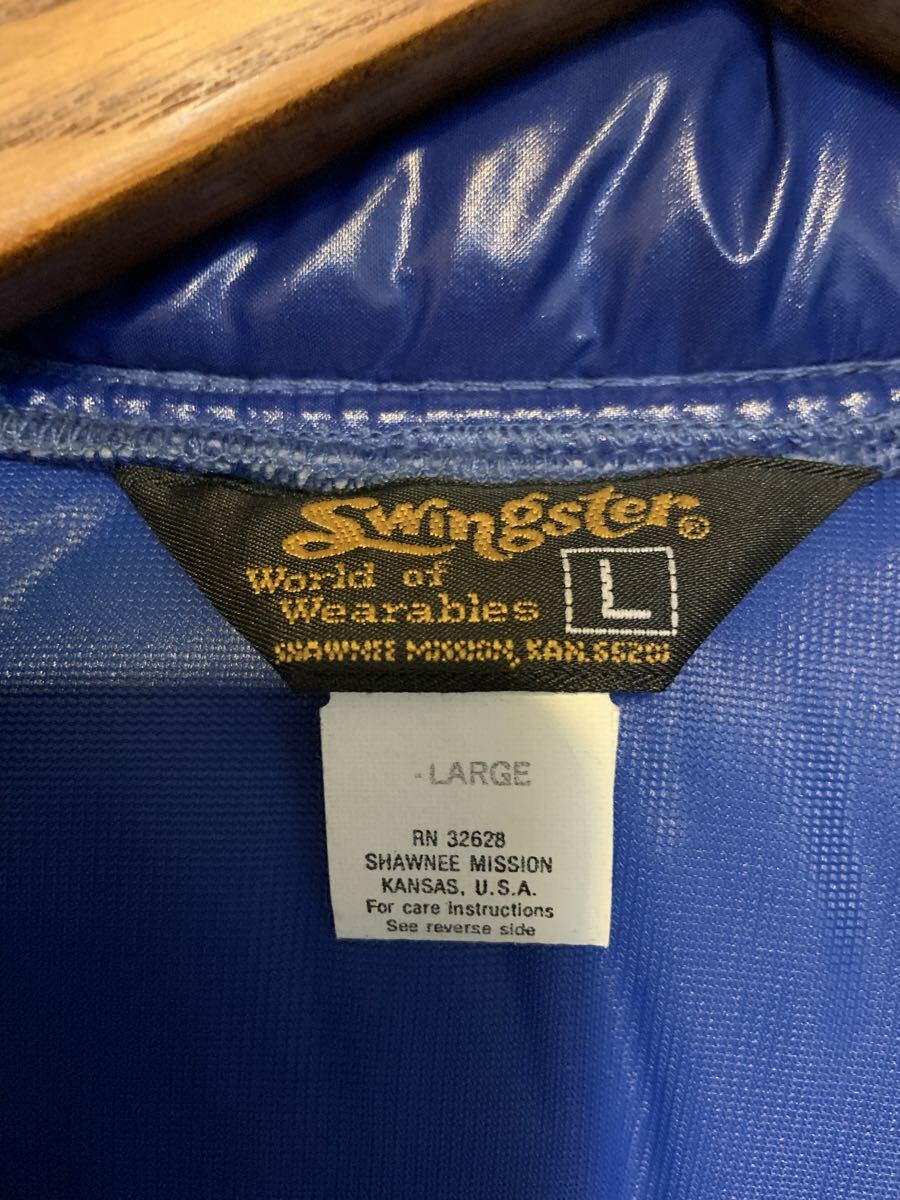 Swingster®
World of
Wearables
L
SHAWNEE MISSION, KAN. 66201
- LARGE
RN 32628
SHAWNEE MISSION
KANSAS, U.S.A.
For care instructions
See reverse side